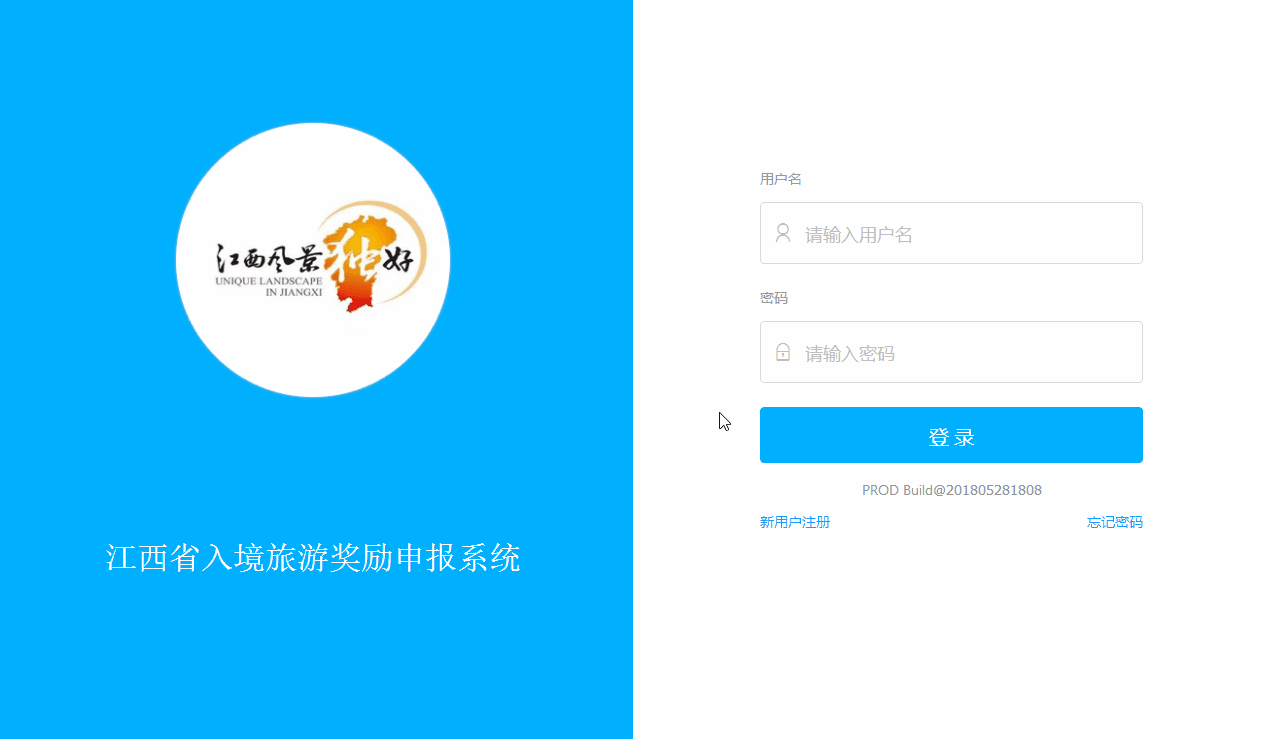 江西风景独好
UNIQUE LANDSCAPE
IN JIANGXI
江西省入境旅游奖励申报系统
用户名
请输入用户名
密码
请输入密码
登录
PROD Build@201805281808
新用户注册
忘记密码